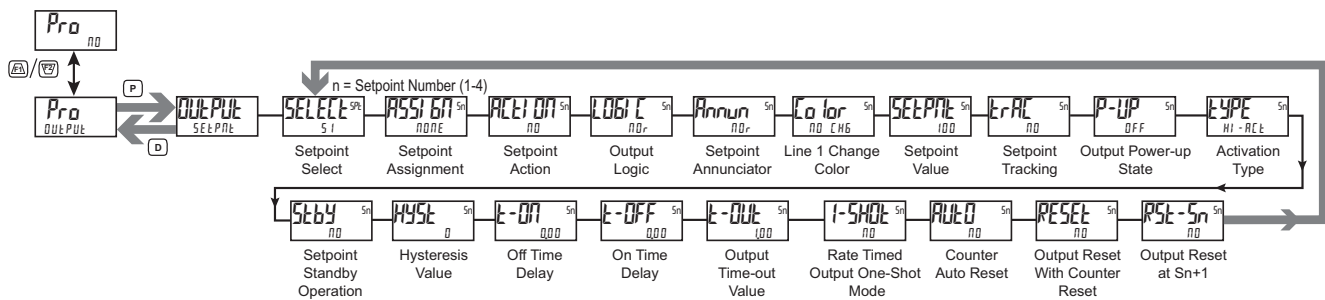 Pro
NO
F1 / F2
P
n = Setpoint Number (1-4)
Pro
OUtPUt
OUtPUt
SEtPNt
D
SELECt SPt
S1
ASSIGN Sn
NONE
ACtION Sn
NO
LOGIC Sn
NOr
Annun Sn
NOr
Color Sn
NO CHG
SEtPNt Sn
100
trAC Sn
NO
P-UP Sn
OFF
tYPE Sn
HI-ACt
Setpoint Select
Setpoint Assignment
Setpoint Action
Output Logic
Setpoint Annunciator
Line 1 Change Color
Setpoint Value
Setpoint Tracking
Output Power-up State
Activation Type
Stby Sn
NO
HYSt Sn
0
t-ON Sn
0.00
t-OFF Sn
0.00
t-OUt Sn
1.00
1-SHOt Sn
NO
AUtO Sn
NO
RESEt Sn
NO
RSt-Sn Sn
NO
Setpoint Standby Operation
Hysteresis Value
Off Time Delay
On Time Delay
Output Time-out Value
Rate Timed Output One-Shot Mode
Counter Auto Reset
Output Reset With Counter Reset
Output Reset at Sn+1